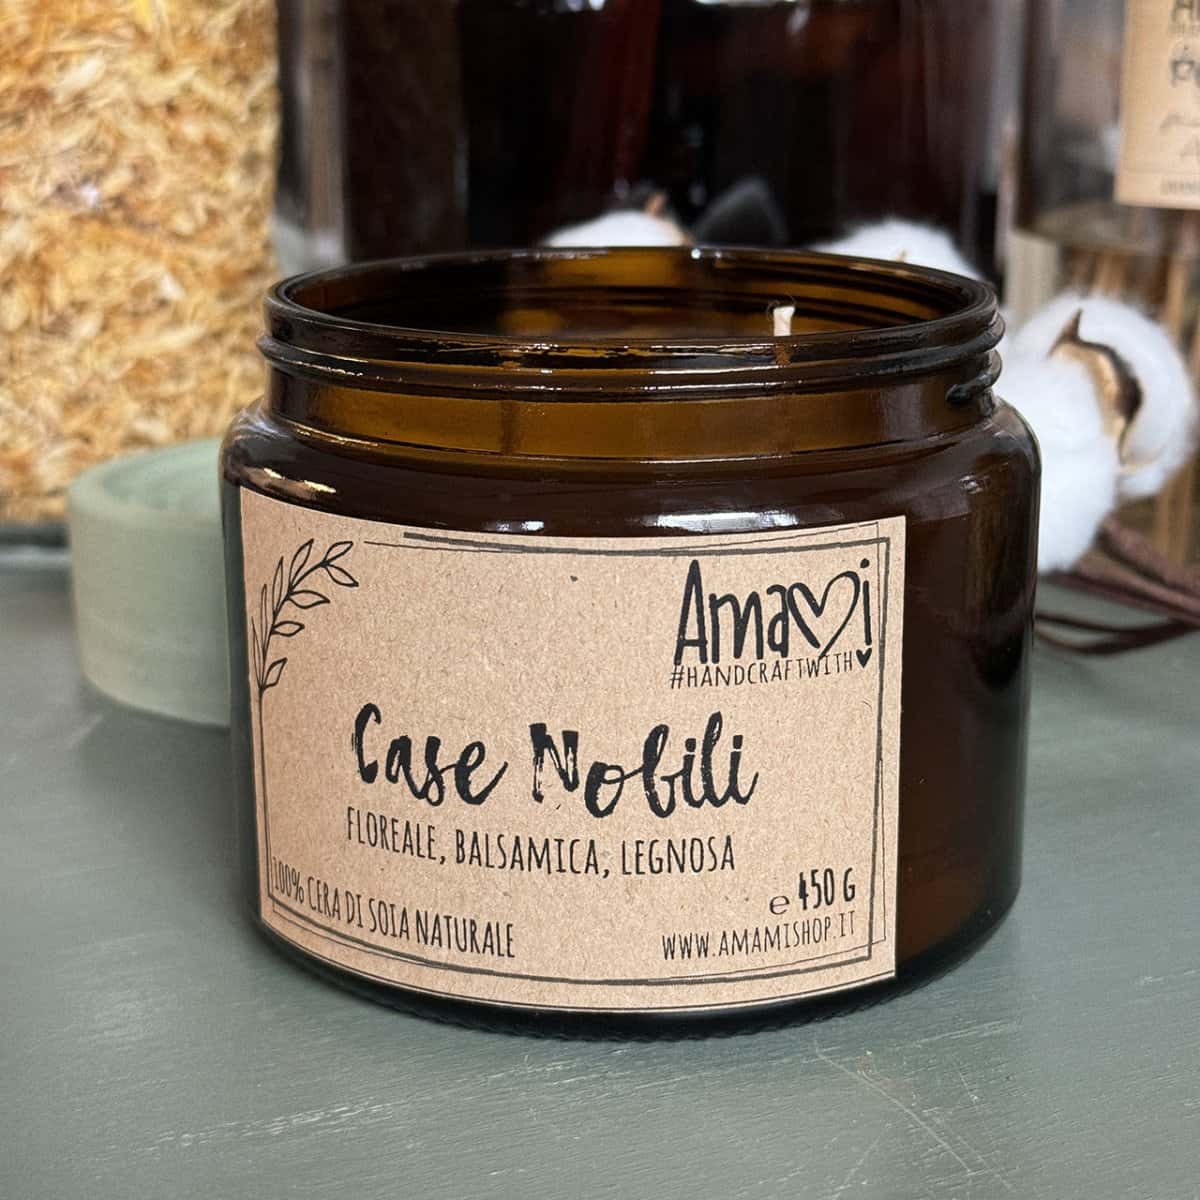 Amami
#HANDCRAFTWITH♥
Case Nobili
FLOREALE, BALSAMICA, LEGNOSA
100% CERA DI SOIA NATURALE
℮ 450 G
WWW.AMAMISHOP.IT